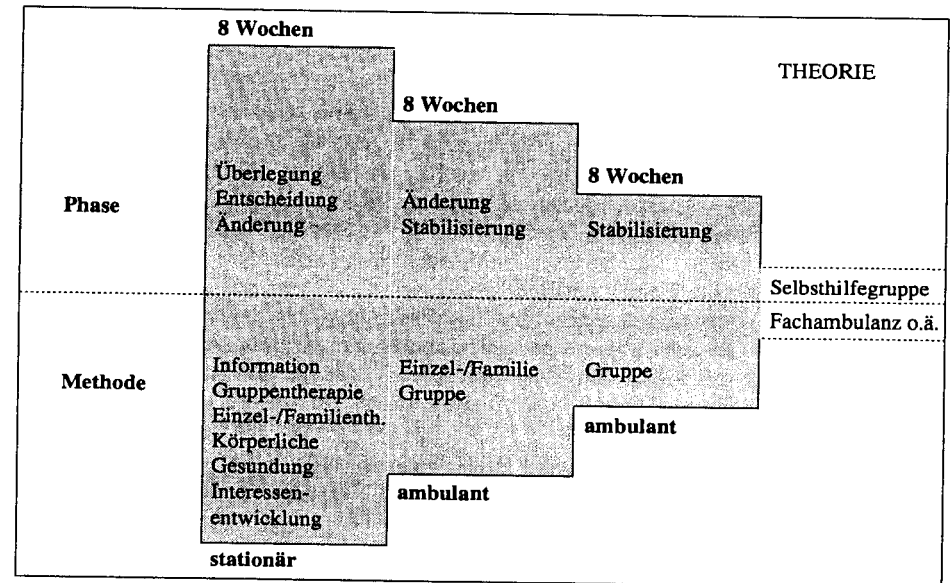 8 Wochen
THEORIE
8 Wochen
8 Wochen
Phase
Überlegung
Entscheidung
Änderung
Änderung
Stabilisierung
Stabilisierung
Selbsthilfegruppe
Fachambulanz o.ä.
Methode
Information
Gruppentherapie
Einzel-/Familienth.
Körperliche
Gesundung
Interessen-
entwicklung
Einzel-/Familie
Gruppe
Gruppe
ambulant
ambulant
stationär